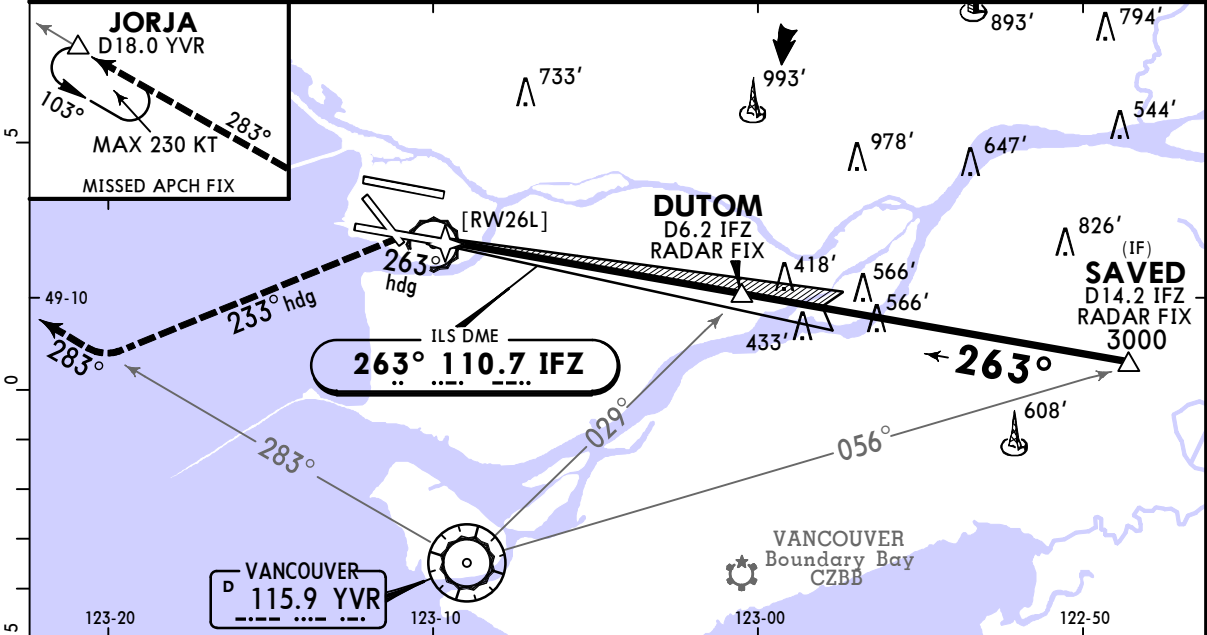 JORJA
D18.0 YVR
103°
283°
MAX 230 KT
MISSED APCH FIX
733'
993'
893'
794'
978'
647'
544'
826'
5
[RW26L]
DUTOM
D6.2 IFZ
RADAR FIX
(IF)
SAVED
D14.2 IFZ
RADAR FIX
3000
418'
566'
566'
433'
263°
hdg
233° hdg
283°
49-10
ILS DME
263° 110.7 IFZ
263°
0
283°
029°
056°
608'
VANCOUVER
D 115.9 YVR
VANCOUVER
Boundary Bay
CZBB
5
123-20
123-10
123-00
122-50